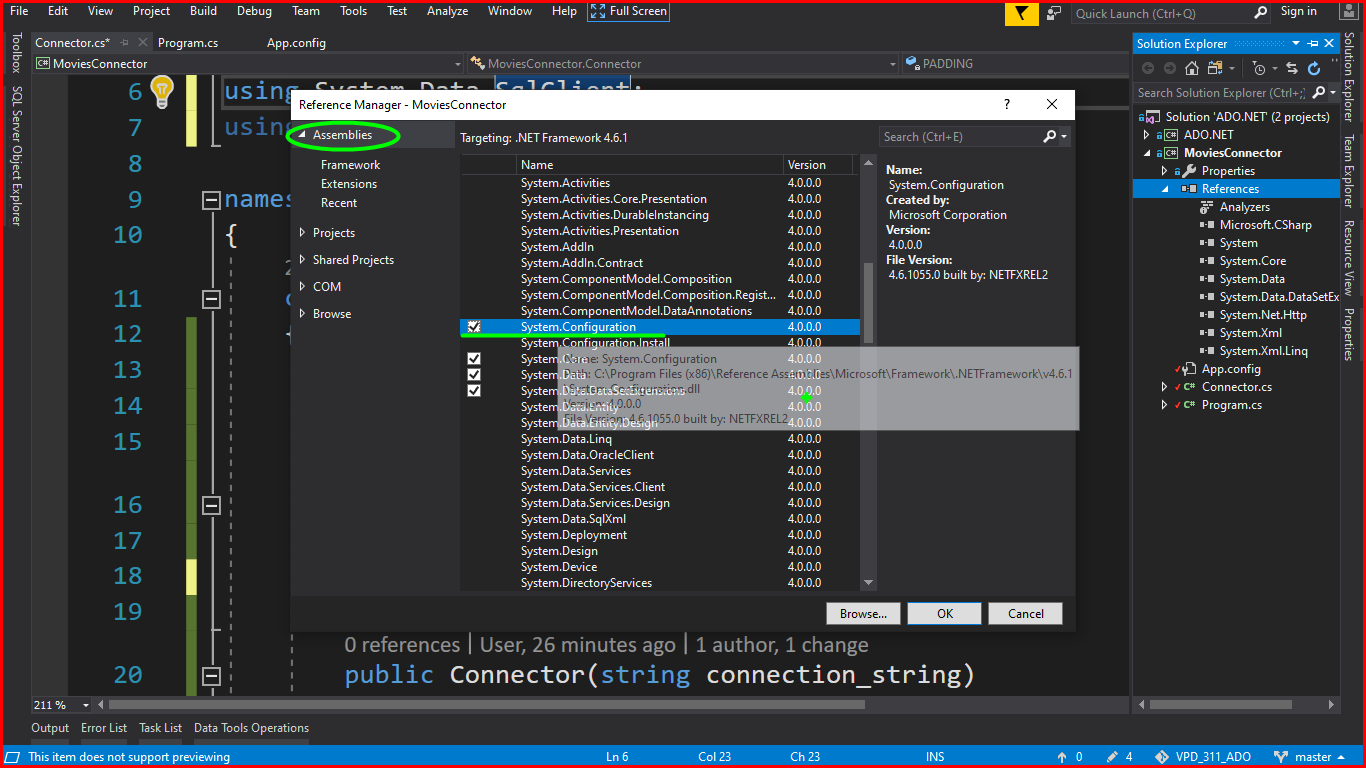 File Edit View Project Build Debug Team Tools Test Analyze Window Help Full Screen Quick Launch (Ctrl+Q) Sign in
Connector.cs* Program.cs App.config
MoviesConnector MoviesConnector.Connector PADDING
Toolbox
SQL Server Object Explorer
6 using System.Data.SqlClient;
7 using
8
9 names
10 {
11
12
13
14
15
16
17
18
19
0 references | User, 26 minutes ago | 1 author, 1 change
20 public Connector(string connection_string)
Reference Manager - MoviesConnector ?
Assemblies
Framework
Extensions
Recent
Projects
Shared Projects
COM
Browse
Targeting: .NET Framework 4.6.1
Search (Ctrl+E)
Name Version
System.Activities 4.0.0.0
System.Activities.Core.Presentation 4.0.0.0
System.Activities.DurableInstancing 4.0.0.0
System.Activities.Presentation 4.0.0.0
System.AddIn 4.0.0.0
System.AddIn.Contract 4.0.0.0
System.ComponentModel.Composition 4.0.0.0
System.ComponentModel.Composition.Regist... 4.0.0.0
System.ComponentModel.DataAnnotations 4.0.0.0
System.Configuration 4.0.0.0
System.Configuration.Install 4.0.0.0
System.Core 4.0.0.0
System.Data 4.0.0.0
System.Data.DataSetExtensions 4.0.0.0
System.Data.Entity 4.0.0.0
System.Data.Entity.Design 4.0.0.0
System.Data.Linq 4.0.0.0
System.Data.OracleClient 4.0.0.0
System.Data.Services 4.0.0.0
System.Data.Services.Client 4.0.0.0
System.Data.Services.Design 4.0.0.0
System.Data.SqlXml 4.0.0.0
System.Deployment 4.0.0.0
System.Design 4.0.0.0
System.Device 4.0.0.0
System.DirectoryServices 4.0.0.0
Name: System.Configuration
Path: C:\Program Files (x86)\Reference Assemblies\Microsoft\Framework\.NETFramework\v4.6.1
\System.Configuration.dll
Version: 4.0.0.0
File Version: 4.6.1055.0 built by: NETFXREL2
Name:
System.Configuration
Created by:
Microsoft Corporation
Version:
4.0.0.0
File Version:
4.6.1055.0 built by: NETFXREL2
Browse... OK Cancel
Solution Explorer
Search Solution Explorer (Ctrl+;)
Solution 'ADO.NET' (2 projects)
C# ADO.NET
C# MoviesConnector
Properties
References
Analyzers
Microsoft.CSharp
System
System.Core
System.Data
System.Data.DataSetEx
System.Net.Http
System.Xml
System.Xml.Linq
App.config
C# Connector.cs
C# Program.cs
Solution Explorer
Team Explorer
Resource View
Properties
211 %
Output Error List Task List Data Tools Operations
This item does not support previewing Ln 6 Col 23 Ch 23 INS 0 4 VPD_311_ADO master